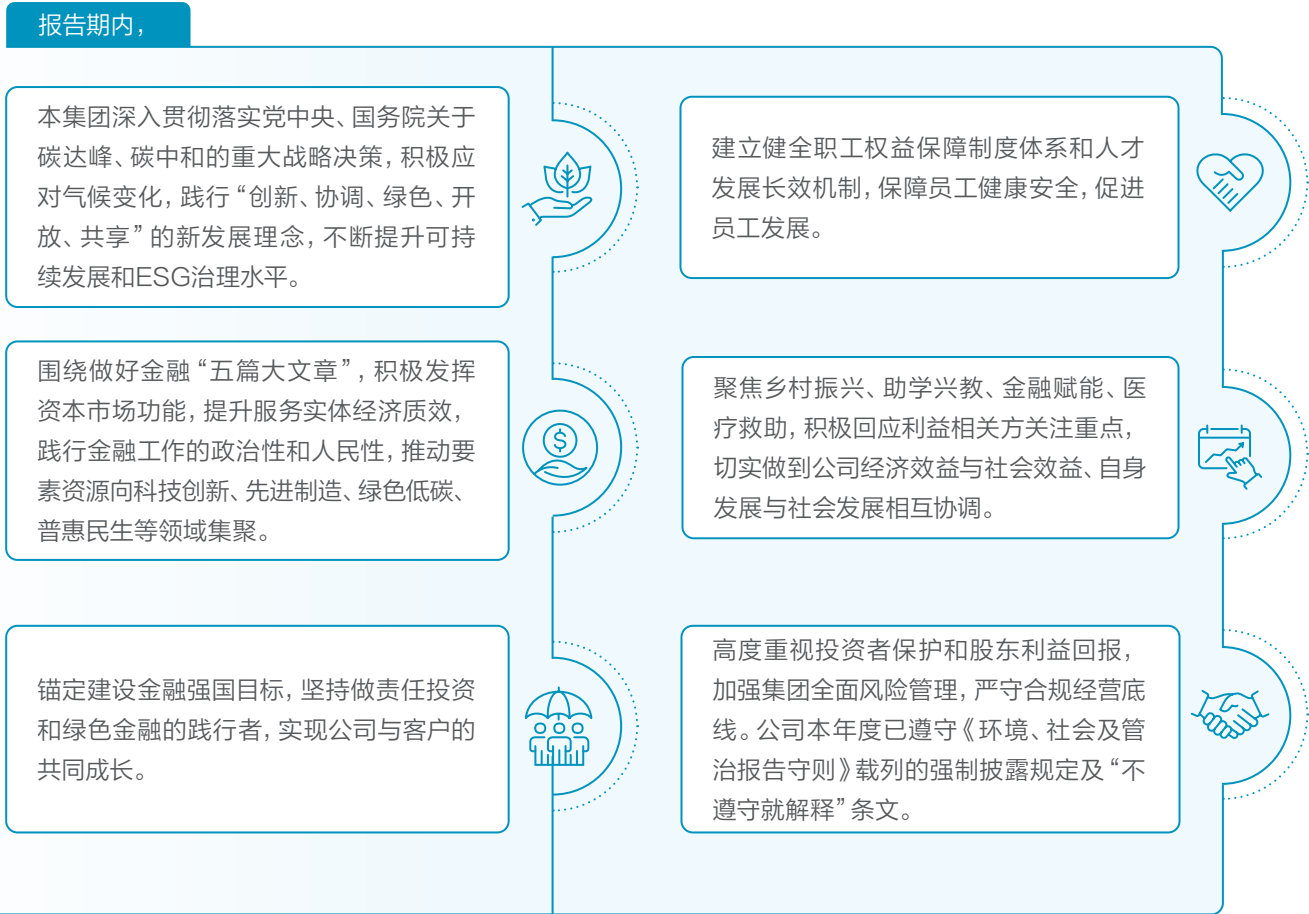 报告期内，
本集团深入贯彻落实党中央、国务院关于
碳达峰、碳中和的重大战略决策，积极应
对气候变化，践行“创新、协调、绿色、开
放、共享”的新发展理念，不断提升可持
续发展和ESG治理水平。
围绕做好金融“五篇大文章”，积极发挥
资本市场功能，提升服务实体经济质效，
践行金融工作的政治性和人民性，推动要
素资源向科技创新、先进制造、绿色低碳、
普惠民生等领域集聚。
锚定建设金融强国目标，坚持做责任投资
和绿色金融的践行者，实现公司与客户的
共同成长。
建立健全职工权益保障制度体系和人才
发展长效机制，保障员工健康安全，促进
员工发展。
聚焦乡村振兴、助学兴教、金融赋能、医
疗救助，积极回应利益相关方关注重点，
切实做到公司经济效益与社会效益、自身
发展与社会发展相互协调。
高度重视投资者保护和股东利益回报，
加强集团全面风险管理，严守合规经营底
线。公司本年度已遵守《环境、社会及管
治报告守则》载列的强制披露规定及“不
遵守就解释”条文。
$